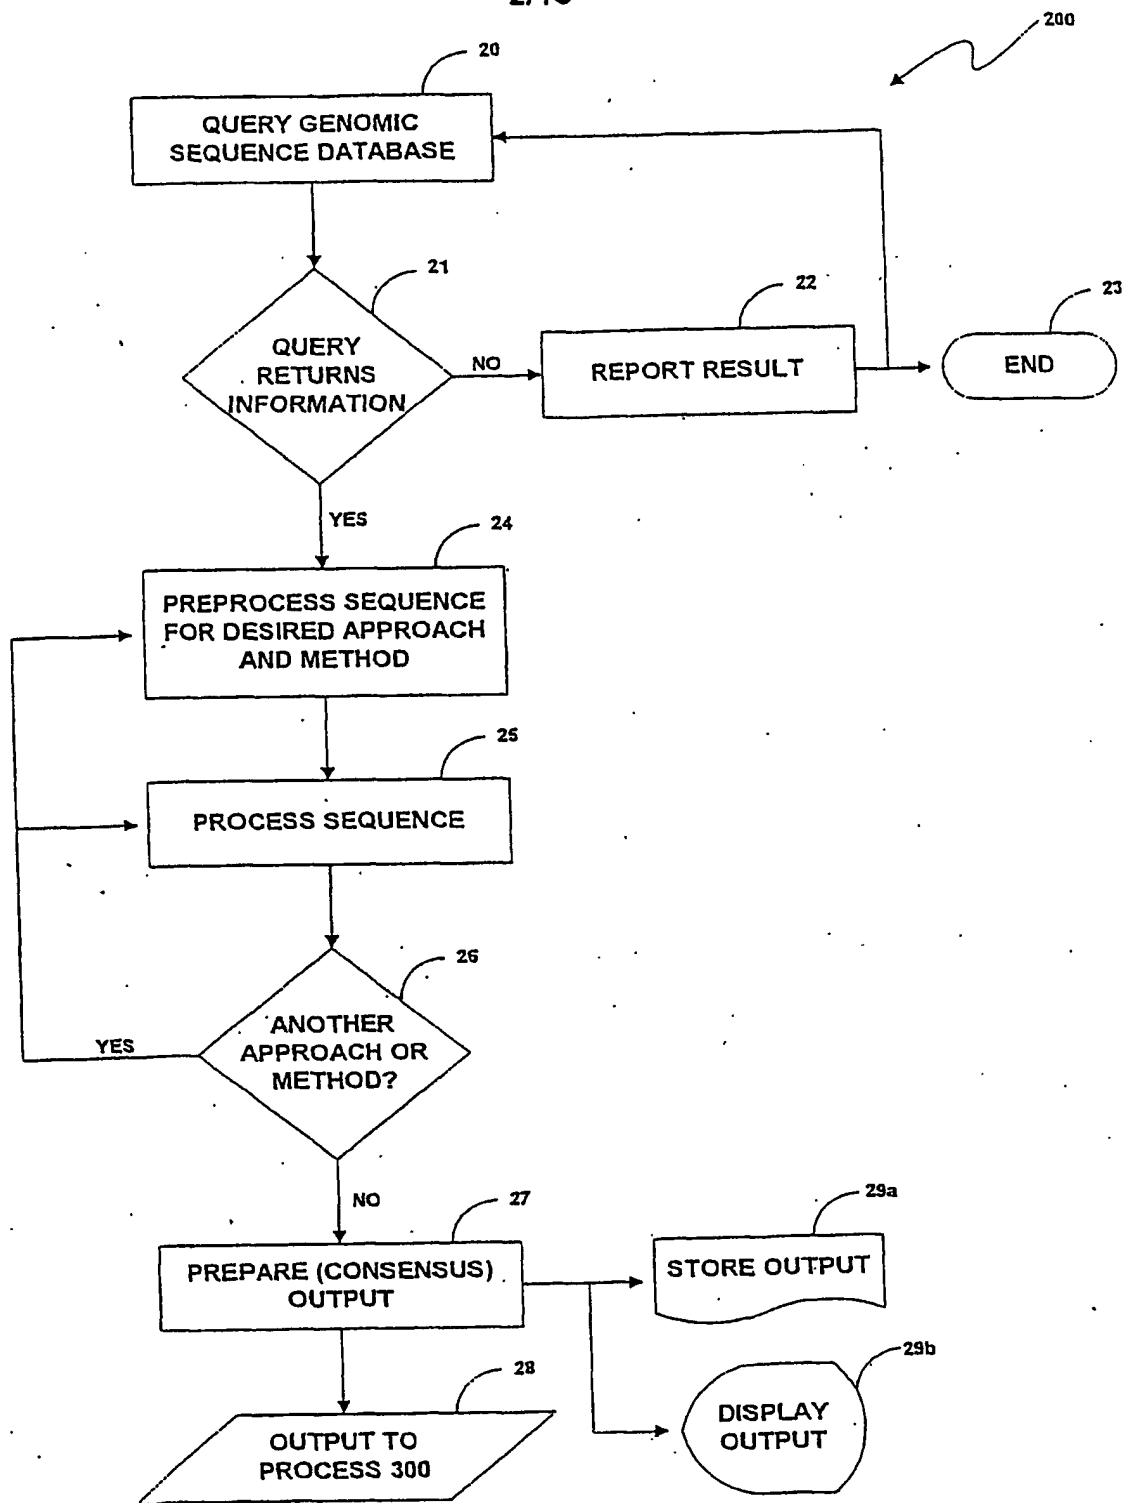 200
20
QUERY GENOMIC
SEQUENCE DATABASE
21
QUERY
RETURNS
INFORMATION
NO
22
REPORT RESULT
23
END
YES
24
PREPROCESS SEQUENCE
FOR DESIRED APPROACH
AND METHOD
25
PROCESS SEQUENCE
26
ANOTHER
APPROACH OR
METHOD?
YES
NO
27
PREPARE (CONSENSUS)
OUTPUT
29a
STORE OUTPUT
28
OUTPUT TO
PROCESS 300
29b
DISPLAY
OUTPUT